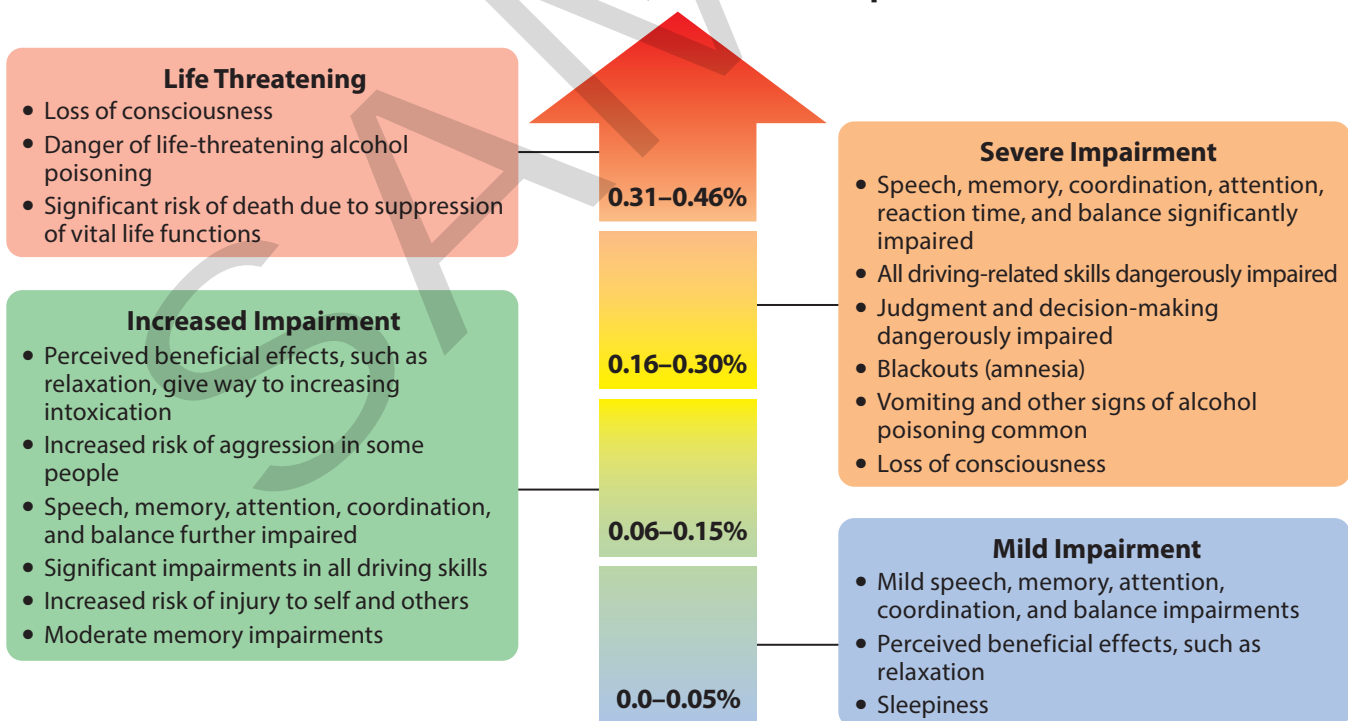 Life Threatening
• Loss of consciousness
• Danger of life-threatening alcohol
poisoning
• Significant risk of death due to suppression
of vital life functions
0.31–0.46%
Severe Impairment
• Speech, memory, coordination, attention,
reaction time, and balance significantly
impaired
• All driving-related skills dangerously impaired
• Judgment and decision-making
dangerously impaired
• Blackouts (amnesia)
• Vomiting and other signs of alcohol
poisoning common
• Loss of consciousness
0.16–0.30%
Increased Impairment
• Perceived beneficial effects, such as
relaxation, give way to increasing
intoxication
• Increased risk of aggression in some
people
• Speech, memory, attention, coordination,
and balance further impaired
• Significant impairments in all driving skills
• Increased risk of injury to self and others
• Moderate memory impairments
0.06–0.15%
Mild Impairment
• Mild speech, memory, attention,
coordination, and balance impairments
• Perceived beneficial effects, such as
relaxation
• Sleepiness
0.0–0.05%